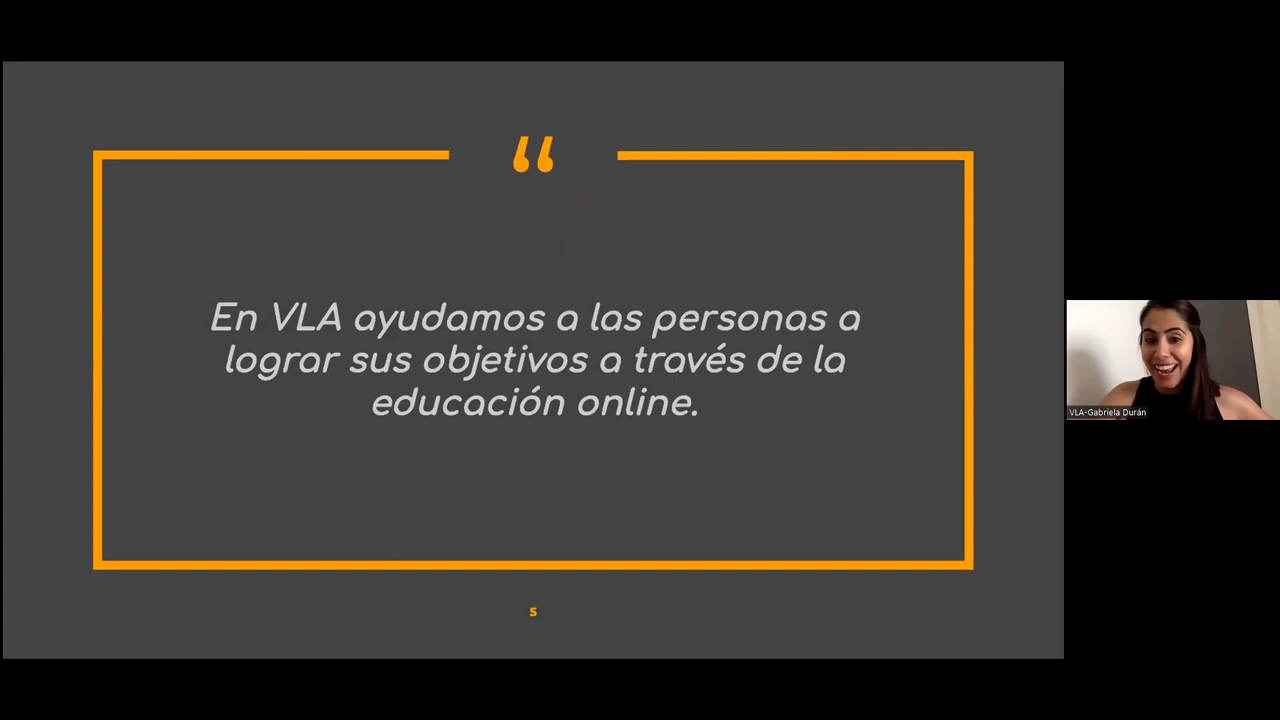 “
En VLA ayudamos a las personas a
lograr sus objetivos a través de la
educación online.
5
VLA-Gabriela Durán